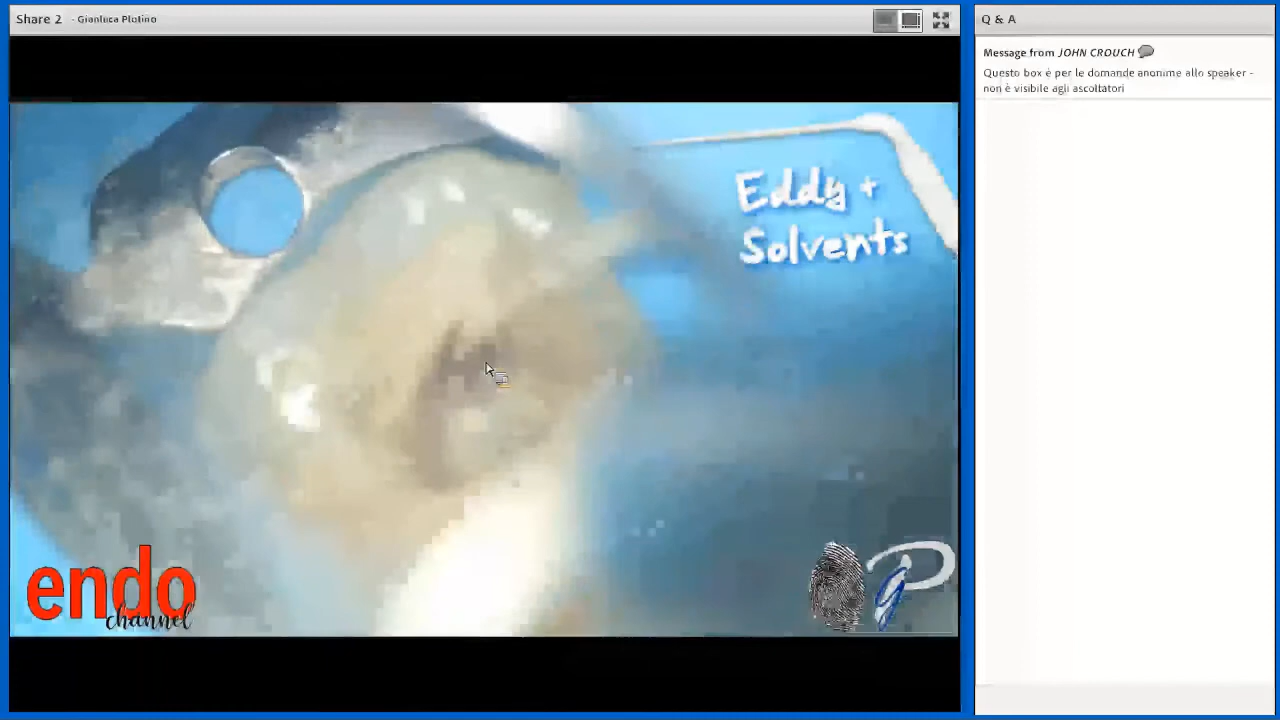 Share 2 - Gianluca Plotino
Q & A
Message from JOHN CROUCH
Questo box è per le domande anonime allo speaker -
non è visibile agli ascoltatori
Eddy +
Solvents
endo
channel
gP